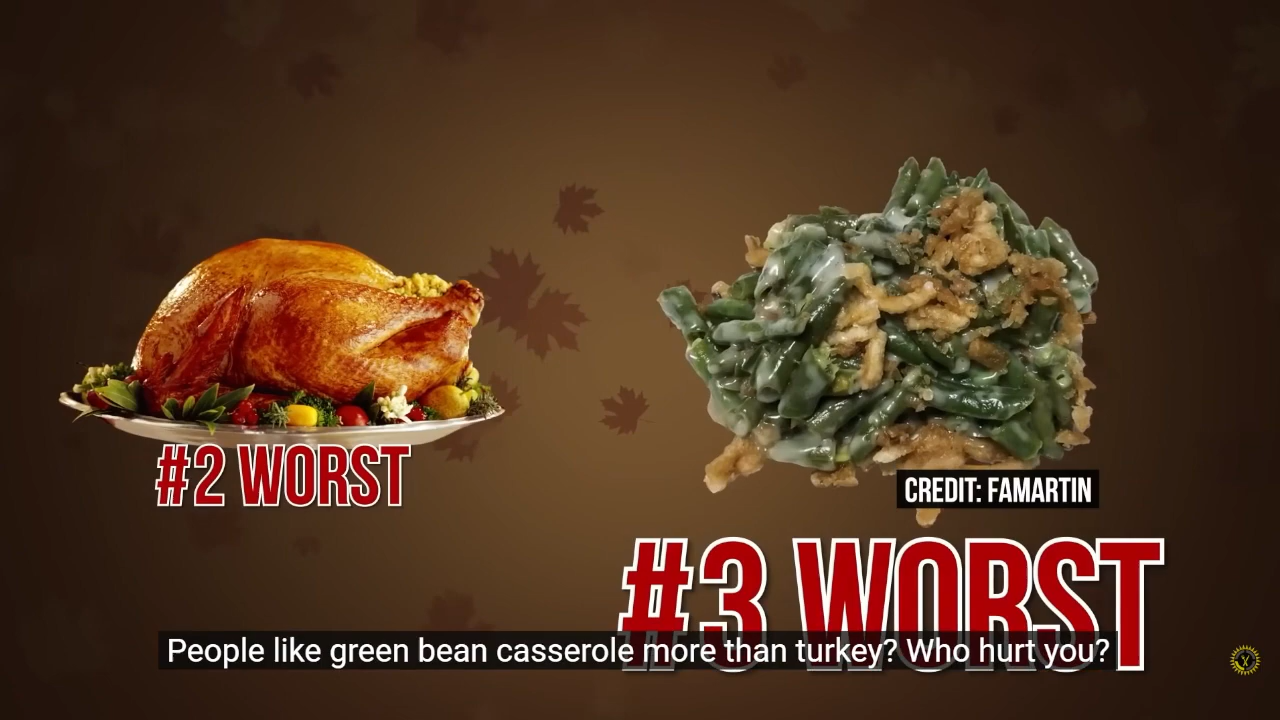 #2 WORST
CREDIT: FAMARTIN
#3 WORST
People like green bean casserole more than turkey? Who hurt you?